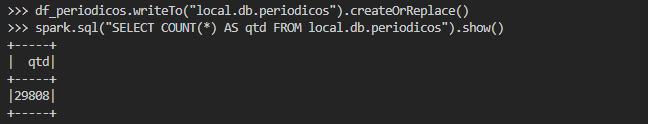 >>> df_periodicos.writeTo("local.db.periodicos").createOrReplace()
>>> spark.sql("SELECT COUNT(*) AS qtd FROM local.db.periodicos").show()
+-----+
|  qtd|
+-----+
|29808|
+-----+